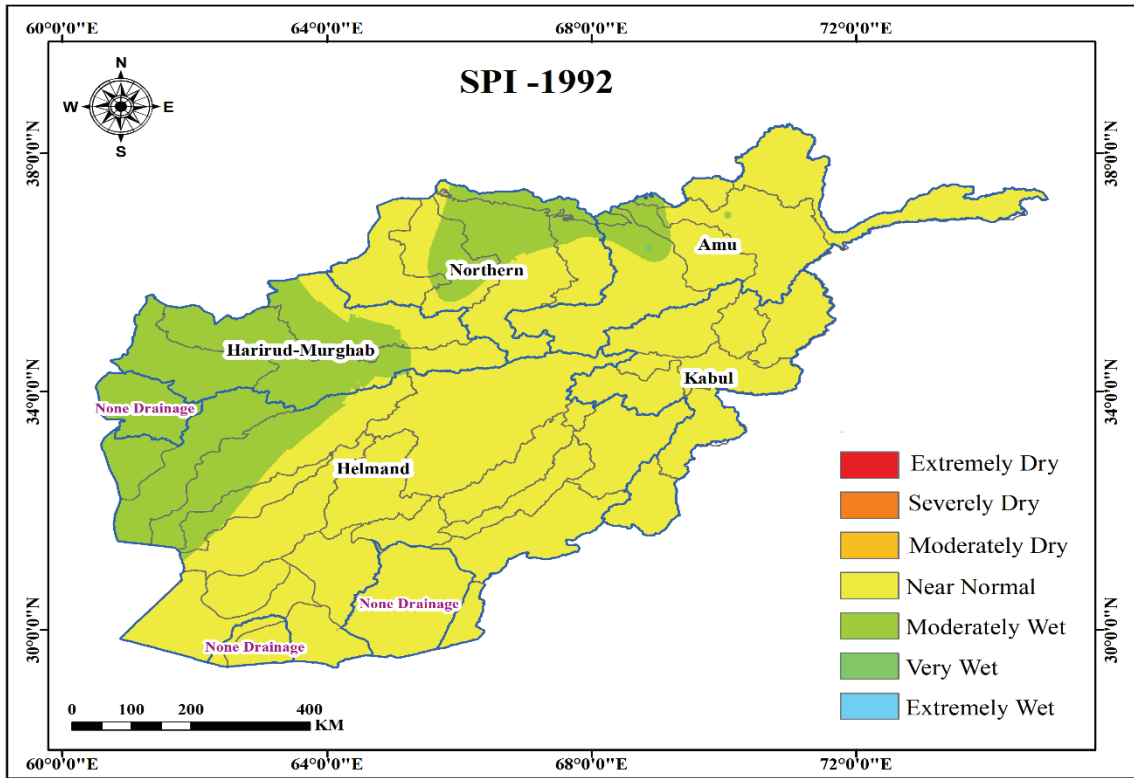 60°0'0"E 64°0'0"E 68°0'0"E 72°0'0"E
SPI -1992
N
W E
S
38°0'0"N 38°0'0"N
Amu
Northern
Harirud-Murghab
Kabul
34°0'0"N 34°0'0"N
None Drainage
Helmand
Extremely Dry
Severely Dry
Moderately Dry
Near Normal
None Drainage
Moderately Wet
30°0'0"N 30°0'0"N
None Drainage
Very Wet
Extremely Wet
0 100 200 400
KM
60°0'0"E 64°0'0"E 68°0'0"E 72°0'0"E